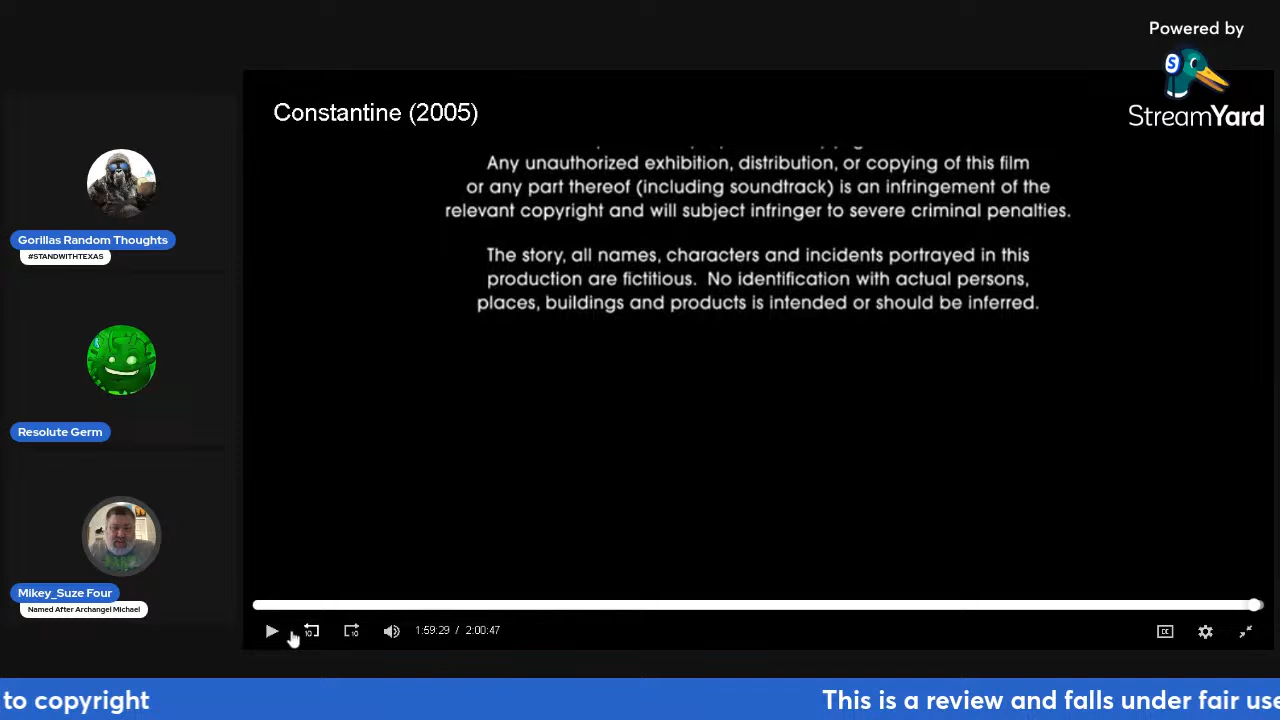 Powered by
StreamYard
Constantine (2005)
Any unauthorized exhibition, distribution, or copying of this film
or any part thereof (including soundtrack) is an infringement of the
relevant copyright and will subject infringer to severe criminal penalties.
The story, all names, characters and incidents portrayed in this
production are fictitious. No identification with actual persons,
places, buildings and products is intended or should be inferred.
Gorillas Random Thoughts
#STANDWITHTEXAS
Resolute Germ
Mikey_Suze Four
Named After Archangel Michael
10
10
1:59:29 / 2:00:47
CC
to copyright
This is a review and falls under fair use